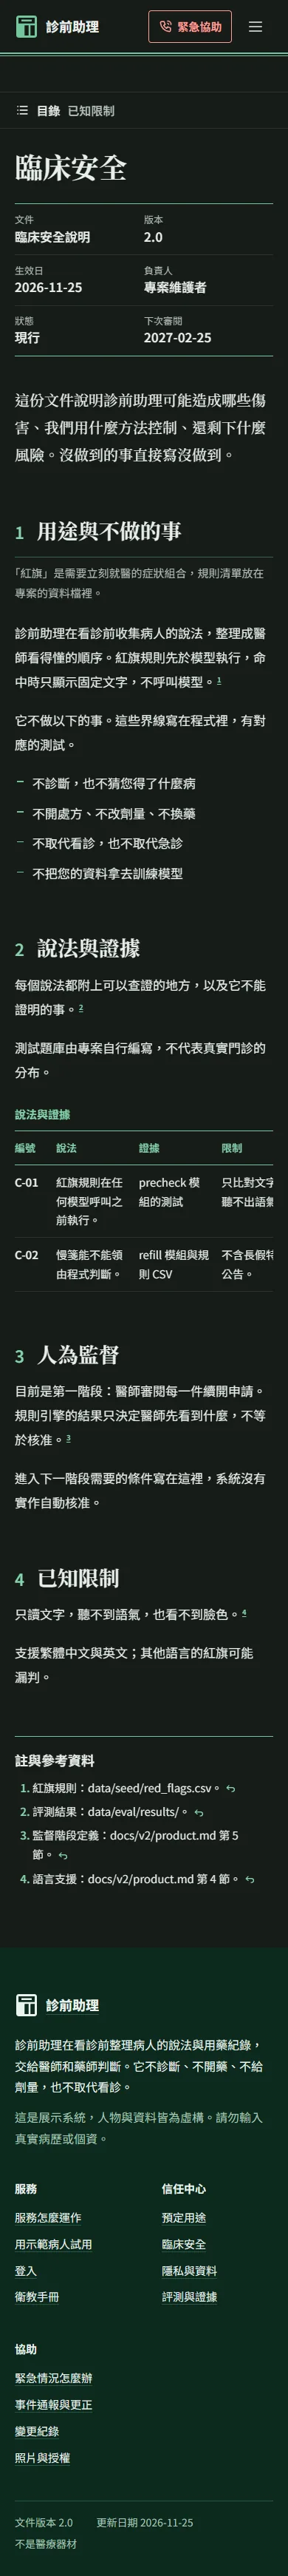 診前助理
緊急協助
目錄 已知限制
臨床安全
文件 版本
臨床安全說明 2.0
生效日 負責人
2026-11-25 專案維護者
狀態 下次審閱
現行 2027-02-25
這份文件說明診前助理可能造成哪些傷
害、我們用什麼方法控制、還剩下什麼
風險。沒做到的事直接寫沒做到。
1 用途與不做的事
「紅旗」是需要立刻就醫的症狀組合，規則清單放在
專案的資料檔裡。
診前助理在看診前收集病人的說法，整理成醫
師看得懂的順序。紅旗規則先於模型執行，命
中時只顯示固定文字，不呼叫模型。1
它不做以下的事。這些界線寫在程式裡，有對
應的測試。
不診斷，也不猜您得了什麼病
不開處方、不改劑量、不換藥
不取代看診，也不取代急診
不把您的資料拿去訓練模型
2 說法與證據
每個說法都附上可以查證的地方，以及它不能
證明的事。2
測試題庫由專案自行編寫，不代表真實門診的
分布。
說法與證據
編號 說法 證據 限制
C-01 紅旗規則在任 precheck 模 只比對文字
何模型呼叫之 組的測試 聽不出語氣
前執行。
C-02 慢箋能不能領 refill 模組與規 不含長假特
由程式判斷。 則 CSV 公告。
3 人為監督
目前是第一階段：醫師審閱每一件續開申請。
規則引擎的結果只決定醫師先看到什麼，不等
於核准。3
進入下一階段需要的條件寫在這裡，系統沒有
實作自動核准。
4 已知限制
只讀文字，聽不到語氣，也看不到臉色。4
支援繁體中文與英文；其他語言的紅旗可能
漏判。
註與參考資料
1. 紅旗規則：data/seed/red_flags.csv。
2. 評測結果：data/eval/results/。
3. 監督階段定義：docs/v2/product.md 第 5
節。
4. 語言支援：docs/v2/product.md 第 4 節。
診前助理
診前助理在看診前整理病人的說法與用藥紀錄，
交給醫師和藥師判斷。它不診斷、不開藥、不給
劑量，也不取代看診。
這是展示系統，人物與資料皆為虛構。請勿輸入
真實病歷或個資。
服務
服務怎麼運作
用示範病人試用
登入
衛教手冊
信任中心
預定用途
臨床安全
隱私與資料
評測與證據
協助
緊急情況怎麼辦
事件通報與更正
變更紀錄
照片與授權
文件版本 2.0 更新日期 2026-11-25
不是醫療器材